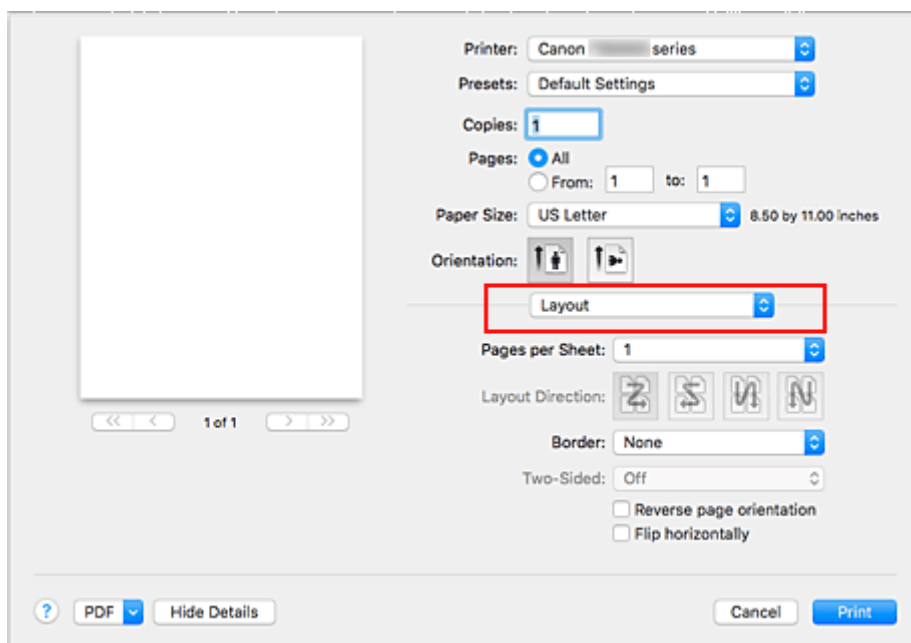 Printer: Canon series
Presets: Default Settings
Copies: 1
Pages: All
From: 1 to: 1
Paper Size: US Letter 8.50 by 11.00 inches
Orientation:
Layout
Pages per Sheet: 1
Layout Direction:
1 of 1
Border: None
Two-Sided: Off
Reverse page orientation
Flip horizontally
? PDF Hide Details Cancel Print